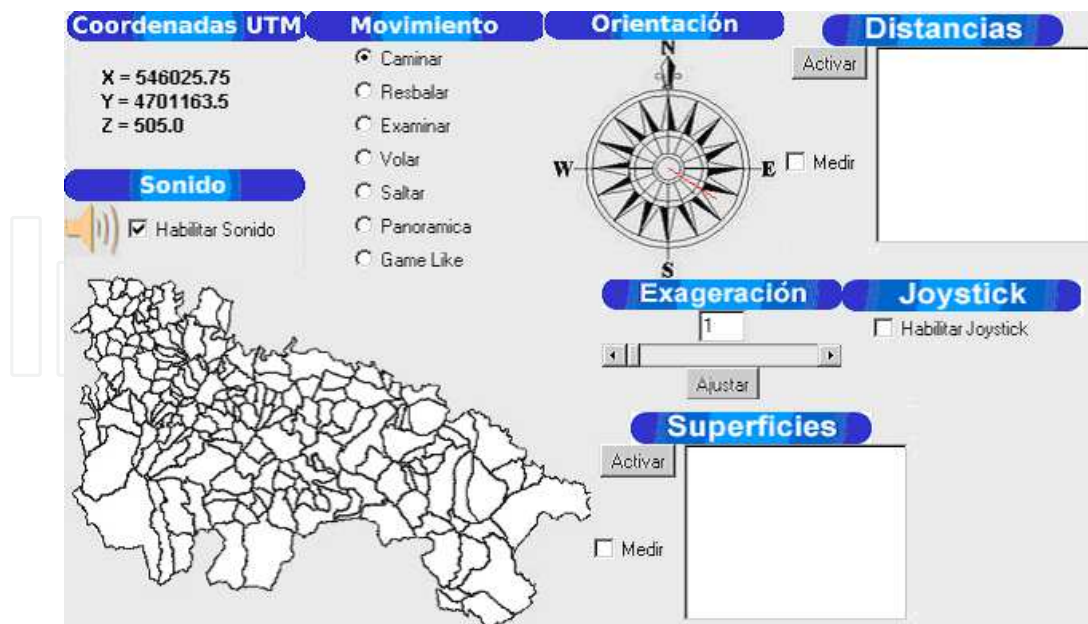 Coordenadas UTM
X = 546025.75
Y = 4701163.5
Z = 505.0
Sonido
Habilitar Sonido
Movimiento
Caminar
Resbalar
Examinar
Volar
Saltar
Panoramica
Game Like
Orientación
N
W
E
S
Distancias
Activar
Medir
Exageración
1
Ajustar
Joystick
Habilitar Joystick
Superficies
Activar
Medir